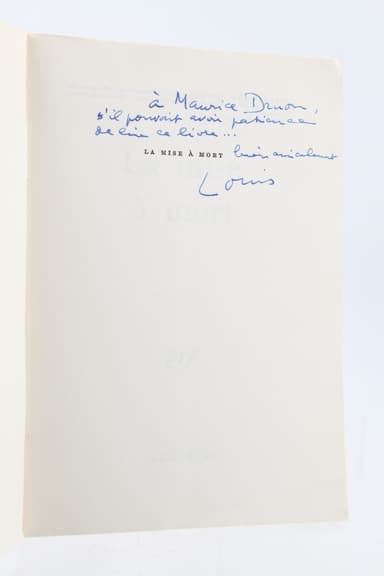 à Maurice Druon,
s'il pouvait avoir patience
de lire ce livre...
LA MISE À MORT bien amicalement
Louis